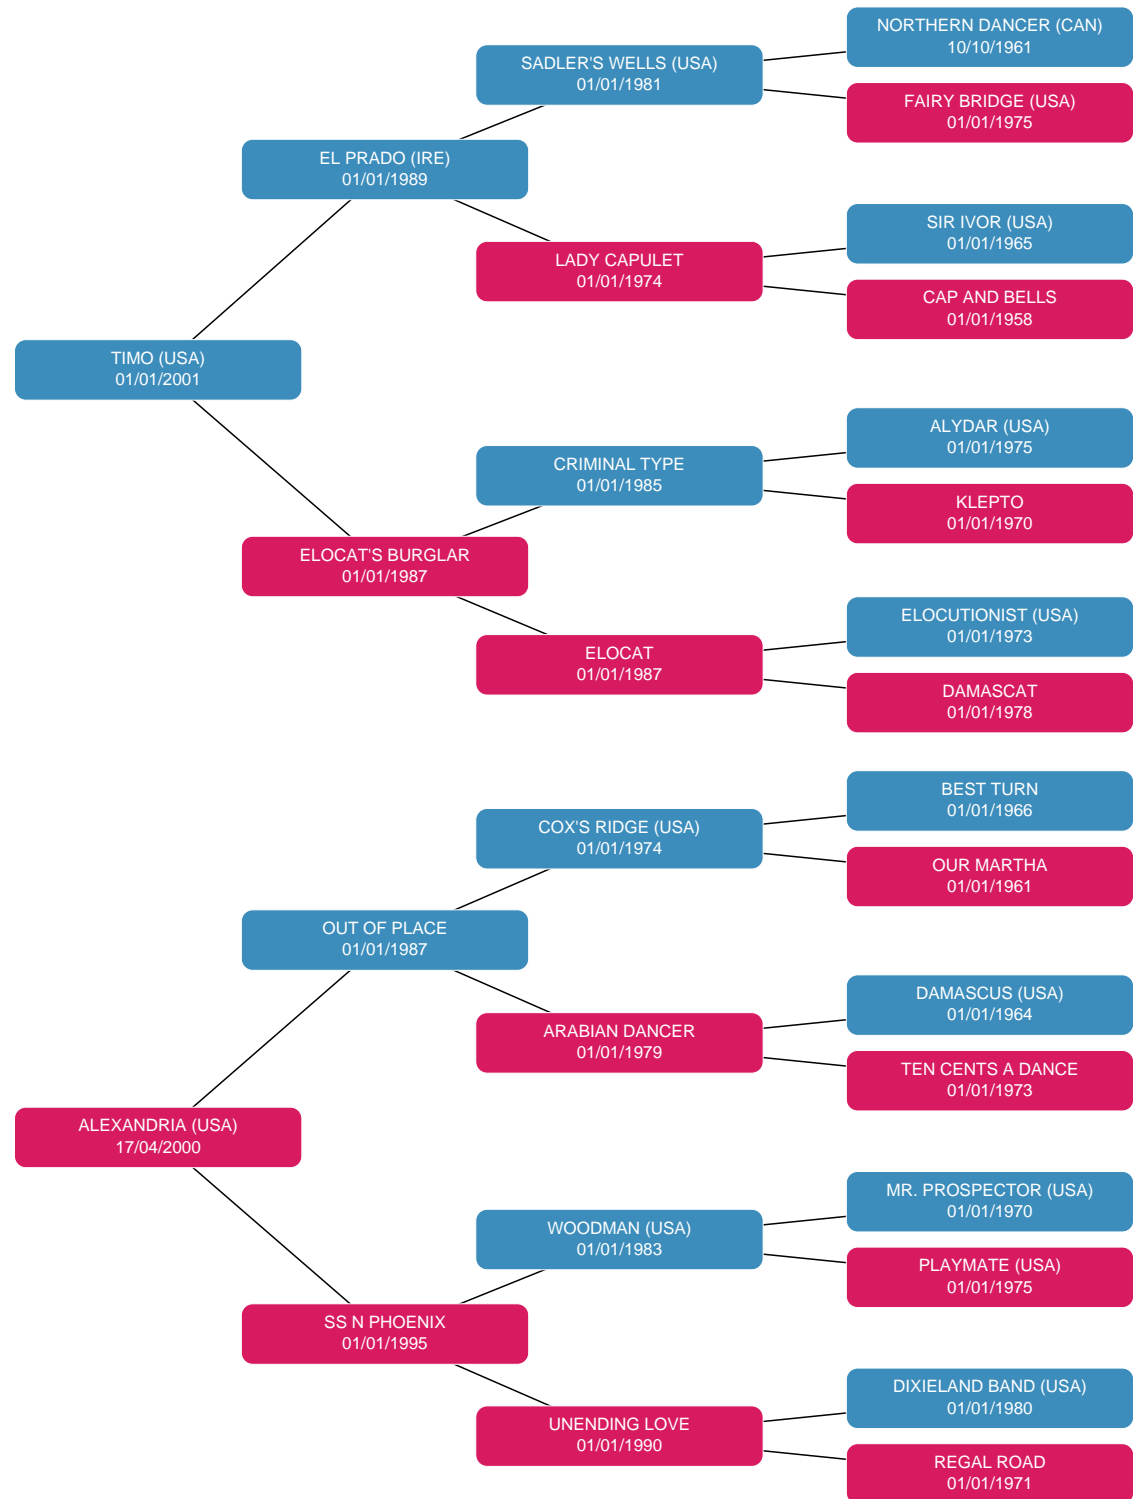 NORTHERN DANCER (CAN)
10/10/1961
SADLER'S WELLS (USA)
01/01/1981
FAIRY BRIDGE (USA)
01/01/1975
EL PRADO (IRE)
01/01/1989
SIR IVOR (USA)
01/01/1965
LADY CAPULET
01/01/1974
CAP AND BELLS
01/01/1958
TIMO (USA)
01/01/2001
ALYDAR (USA)
01/01/1975
CRIMINAL TYPE
01/01/1985
KLEPTO
01/01/1970
ELOCAT'S BURGLAR
01/01/1987
ELOCUTIONIST (USA)
01/01/1973
ELOCAT
01/01/1987
DAMASCAT
01/01/1978
BEST TURN
01/01/1966
COX'S RIDGE (USA)
01/01/1974
OUR MARTHA
01/01/1961
OUT OF PLACE
01/01/1987
DAMASCUS (USA)
01/01/1964
ARABIAN DANCER
01/01/1979
TEN CENTS A DANCE
01/01/1973
ALEXANDRIA (USA)
17/04/2000
MR. PROSPECTOR (USA)
01/01/1970
WOODMAN (USA)
01/01/1983
PLAYMATE (USA)
01/01/1975
SS N PHOENIX
01/01/1995
DIXIELAND BAND (USA)
01/01/1980
UNENDING LOVE
01/01/1990
REGAL ROAD
01/01/1971